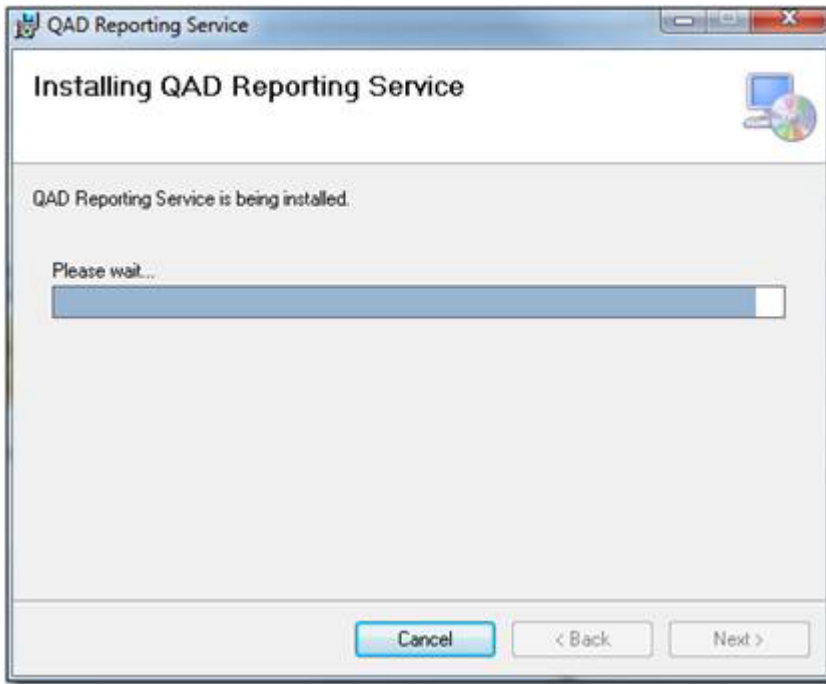 QAD Reporting Service
Installing QAD Reporting Service
QAD Reporting Service is being installed.
Please wait...
Cancel
< Back
Next >